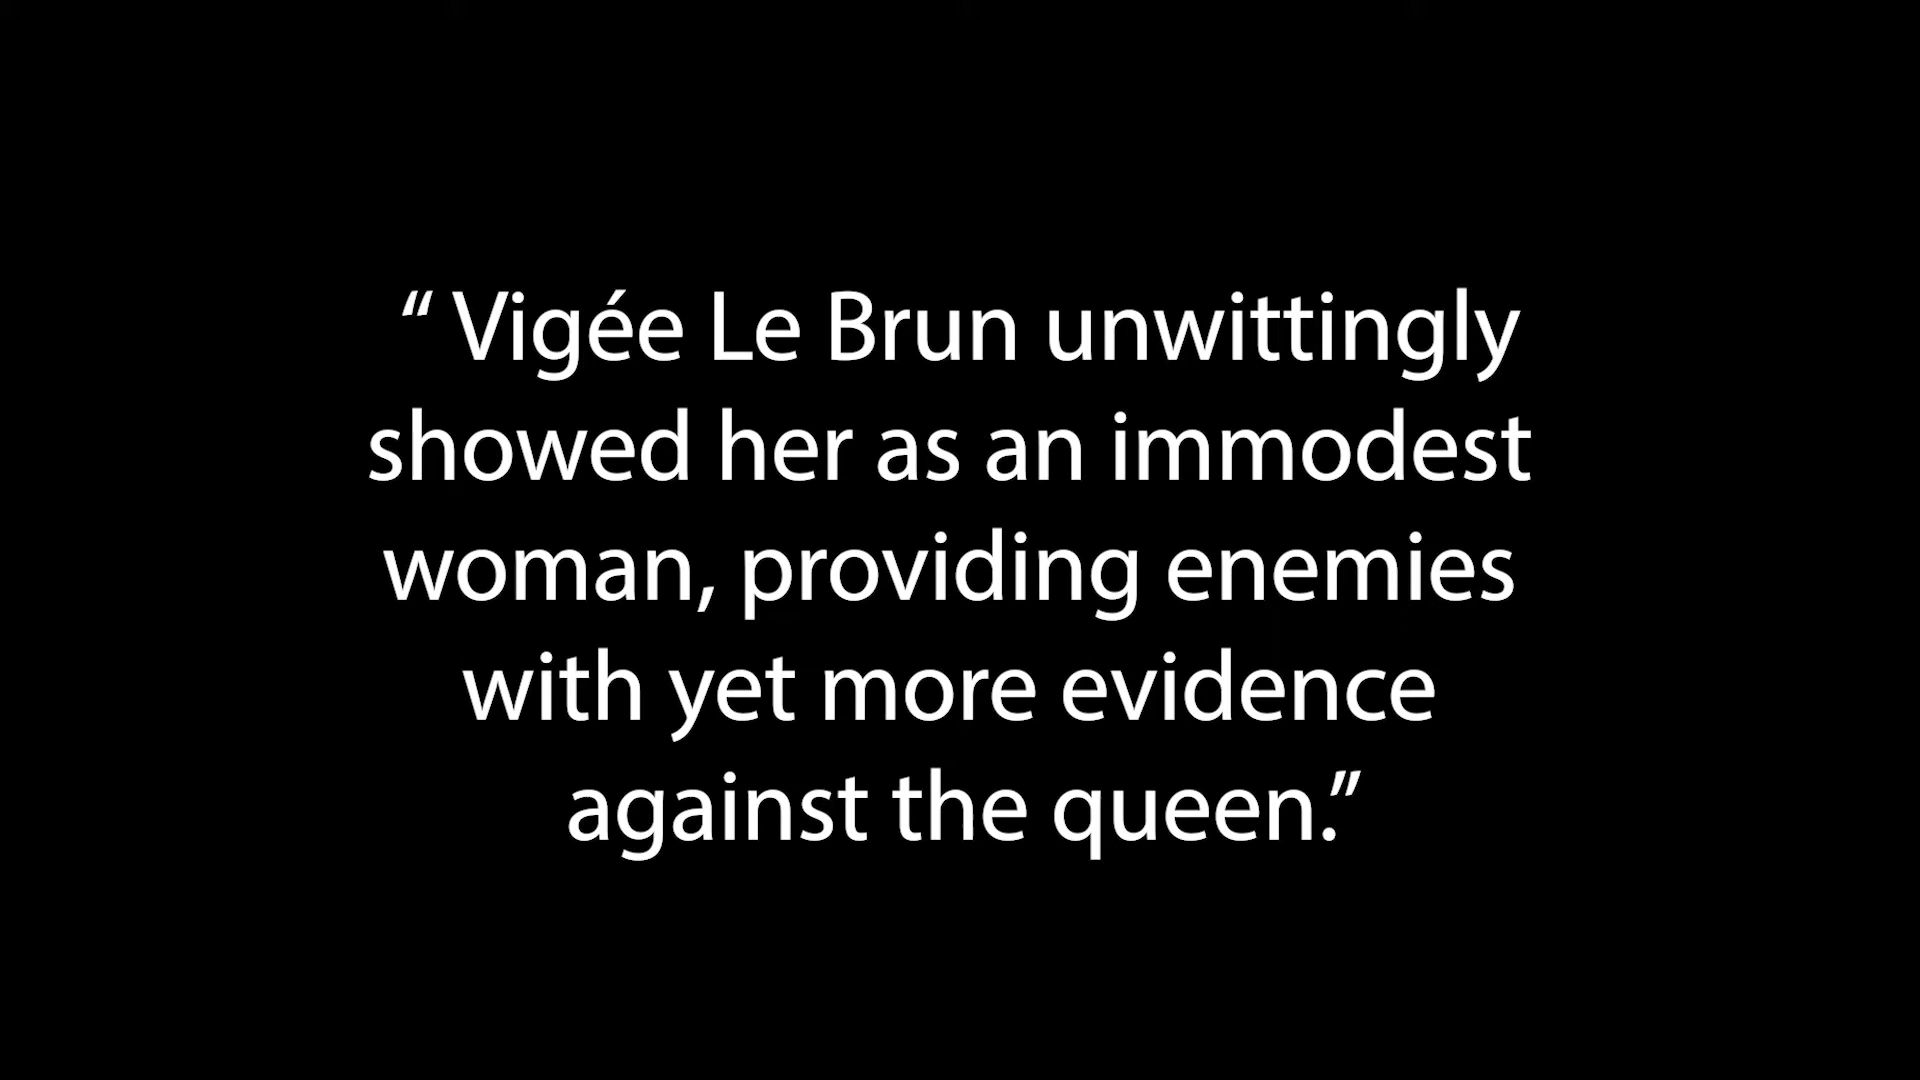 “ Vigée Le Brun unwittingly
showed her as an immodest
woman, providing enemies
with yet more evidence
against the queen.”